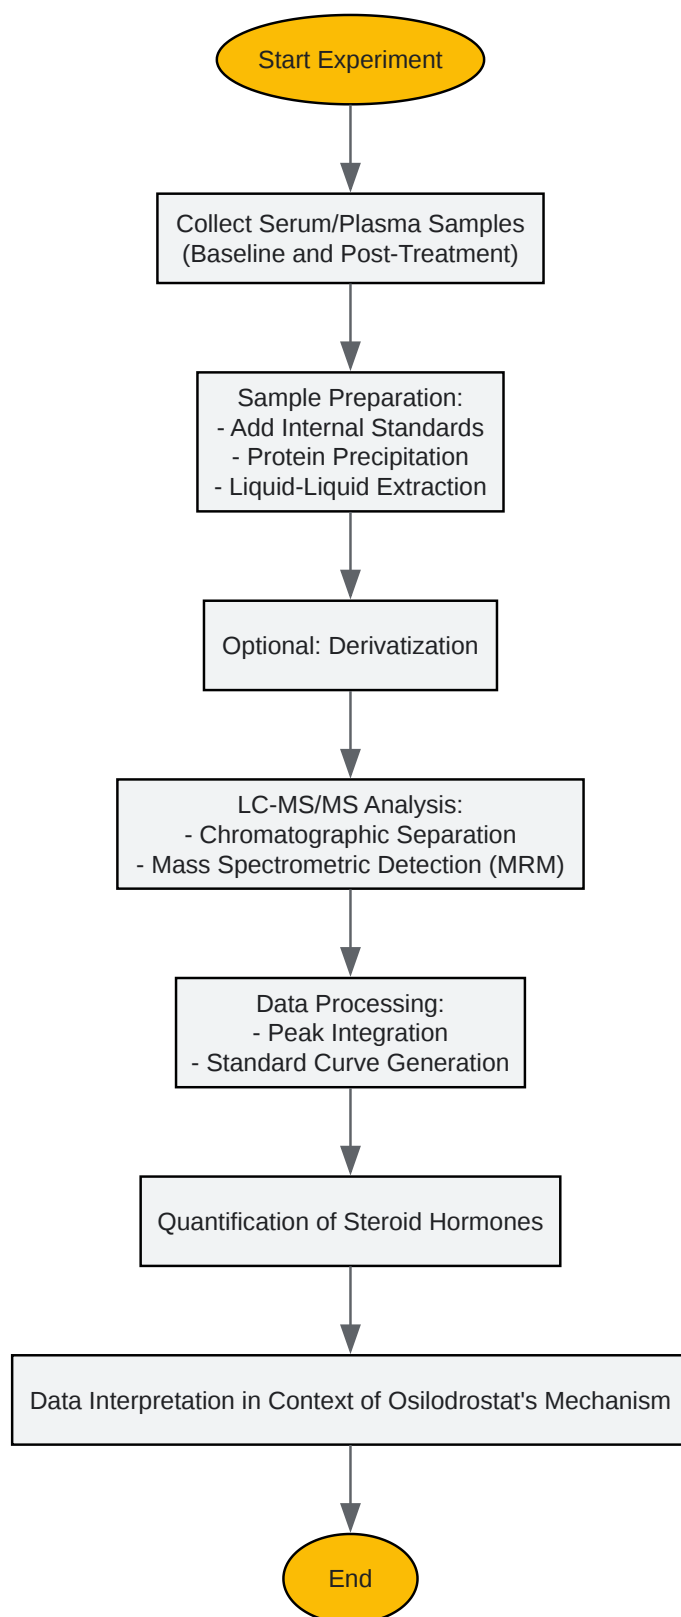 Start Experiment
Collect Serum/Plasma Samples
(Baseline and Post-Treatment)
Sample Preparation:
- Add Internal Standards
- Protein Precipitation
- Liquid-Liquid Extraction
Optional: Derivatization
LC-MS/MS Analysis:
- Chromatographic Separation
- Mass Spectrometric Detection (MRM)
Data Processing:
- Peak Integration
- Standard Curve Generation
Quantification of Steroid Hormones
Data Interpretation in Context of Osilodrostat's Mechanism
End